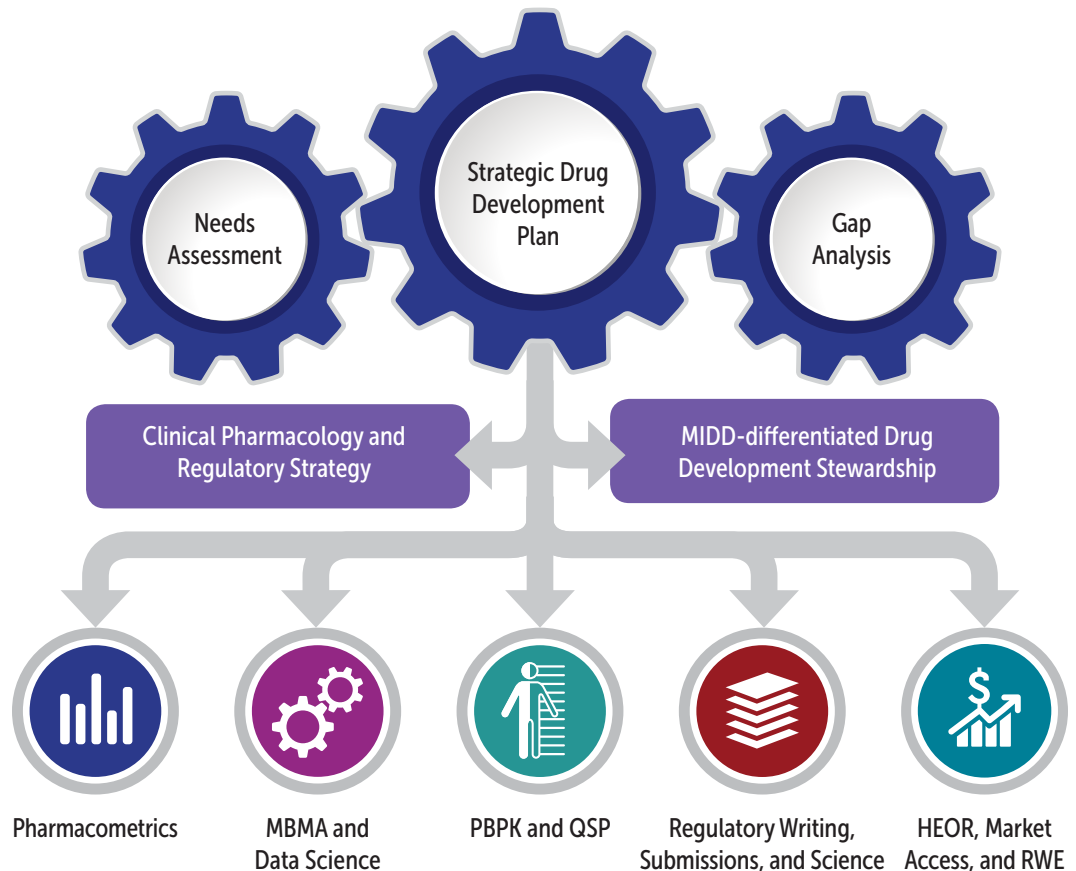 Needs
Assessment
Strategic Drug
Development
Plan
Gap
Analysis
Clinical Pharmacology and
Regulatory Strategy
MIDD-differentiated Drug
Development Stewardship
Pharmacometrics
MBMA and
Data Science
PBPK and QSP
Regulatory Writing,
Submissions, and Science
$
HEOR, Market
Access, and RWE